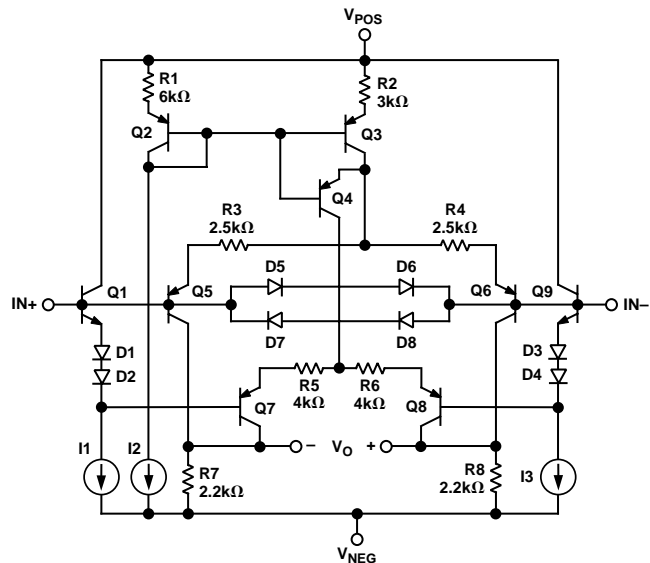 VPOS
R1
6kΩ
R2
3kΩ
Q2
Q3
Q4
R3
2.5kΩ
R4
2.5kΩ
IN+
Q1
Q5
D5
D6
Q6
Q9
IN–
D7
D8
D1
D2
D3
D4
R5
4kΩ
R6
4kΩ
Q7
Q8
I1
I2
– VO +
R7
2.2kΩ
R8
2.2kΩ
I3
VNEG